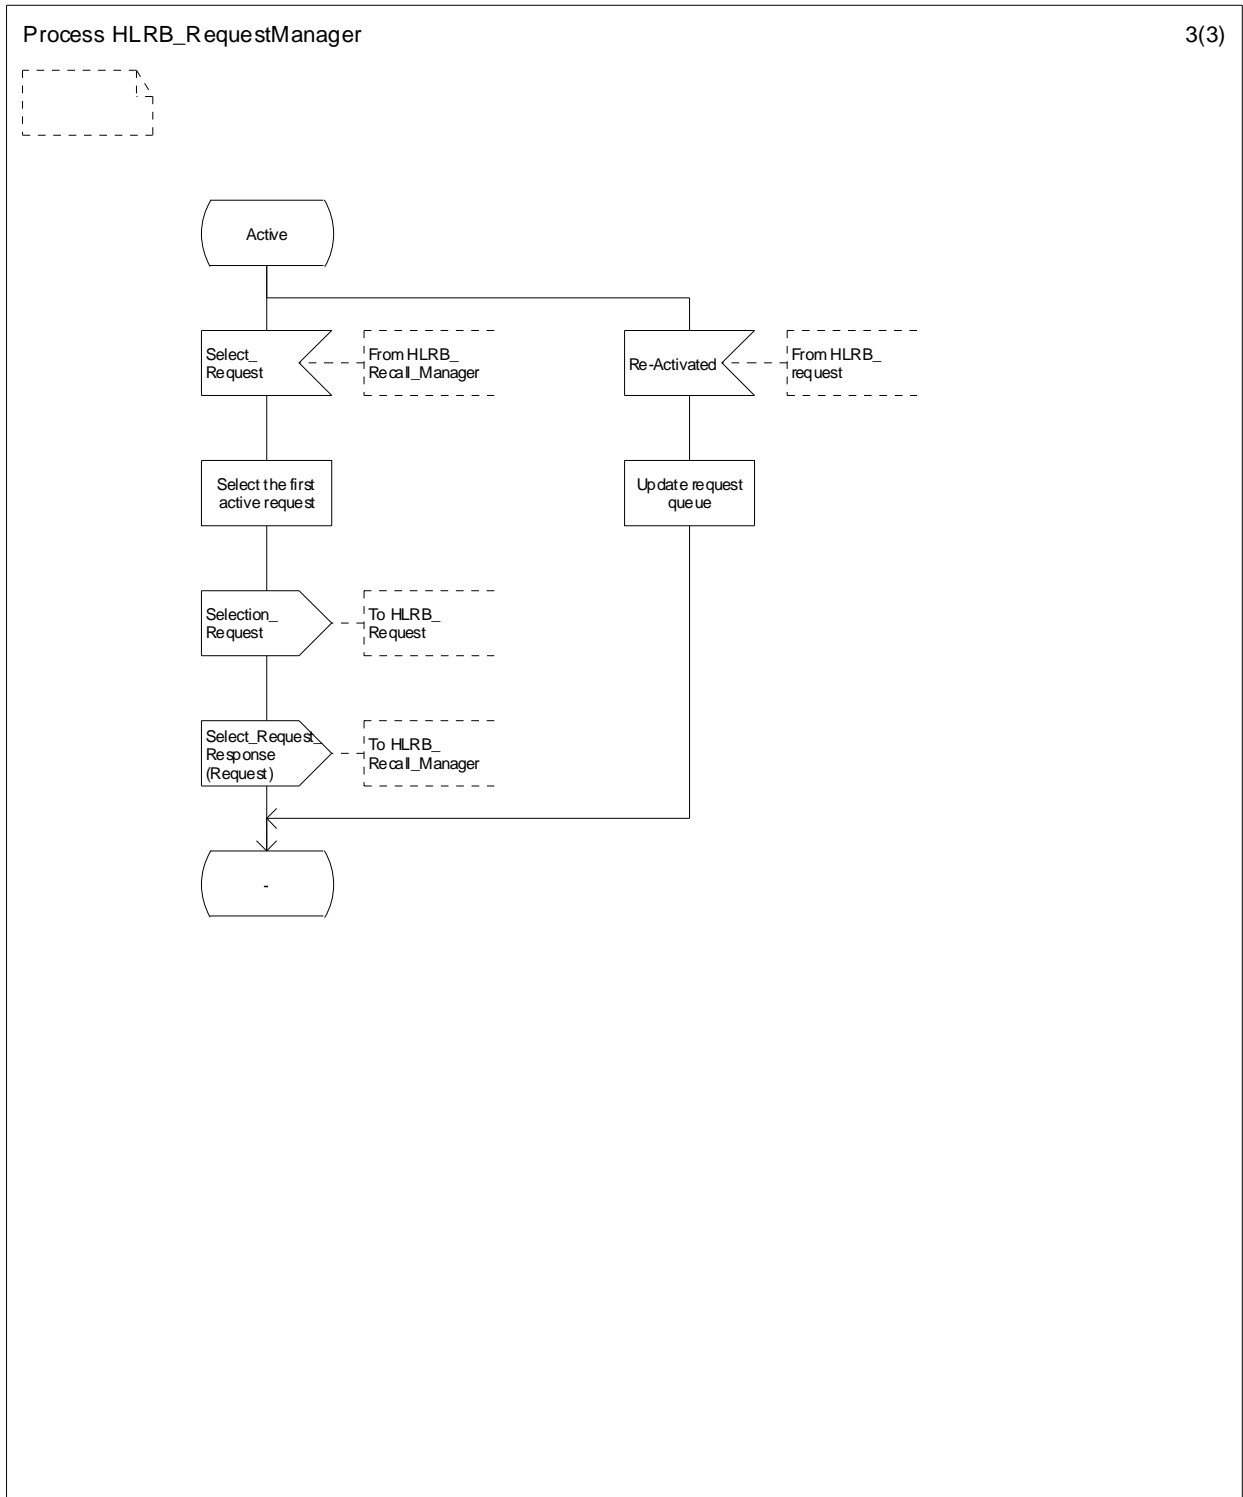 Process HLRB_RequestManager
3(3)
Active
Select_
Request
From HLRB_
Recall_Manager
Re-Activated
From HLRB_
request
Select the first
active request
Update request
queue
Selection_
Request
To HLRB_
Request
Select_Request_
Response
(Request)
To HLRB_
Recall_Manager
-